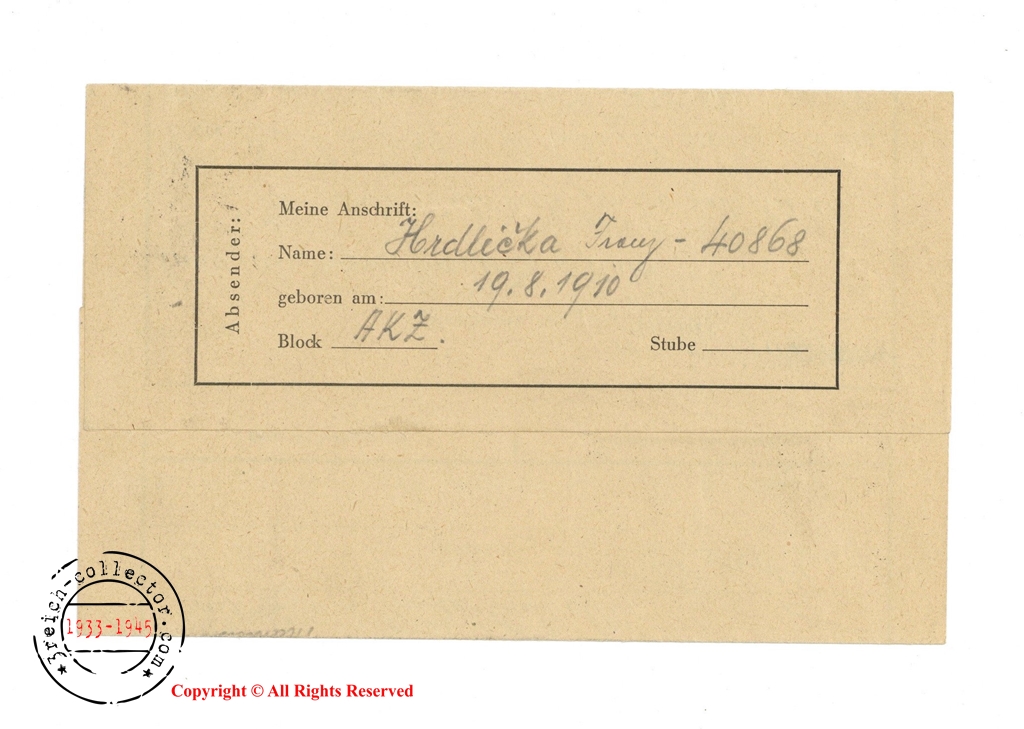 Absender:
Meine Anschrift:
Name: Hrdlička Franz - 40868
geboren am: 19. 8. 1910
Block AKZ.
Stube
3reich-collector.com
1933-1945
Copyright © All Rights Reserved